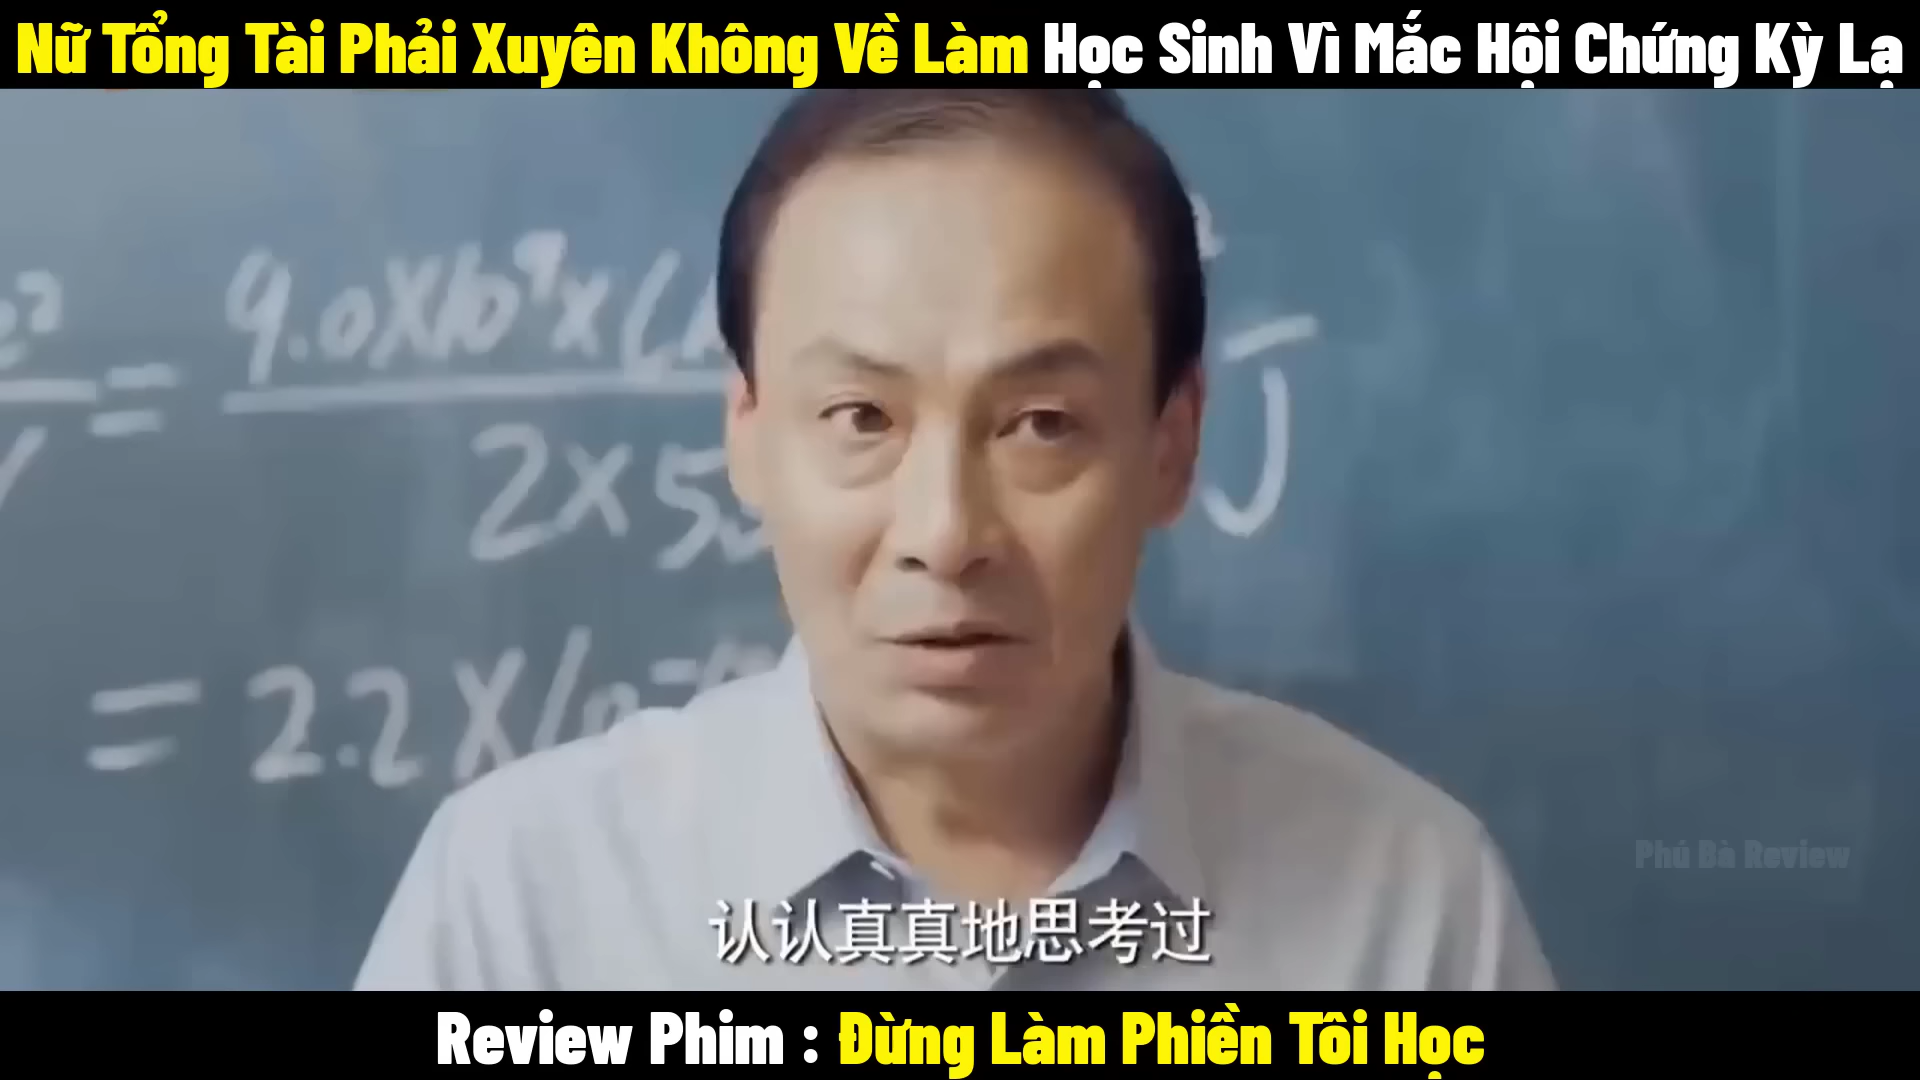 Nữ Tổng Tài Phải Xuyên Không Về Làm Học Sinh Vì Mắc Hội Chứng Kỳ Lạ
= 9.0X10⁹x(
2x5.
J
= 2.2X10
Phú Bà Review
认认真真地思考过
Review Phim : Đừng Làm Phiền Tôi Học